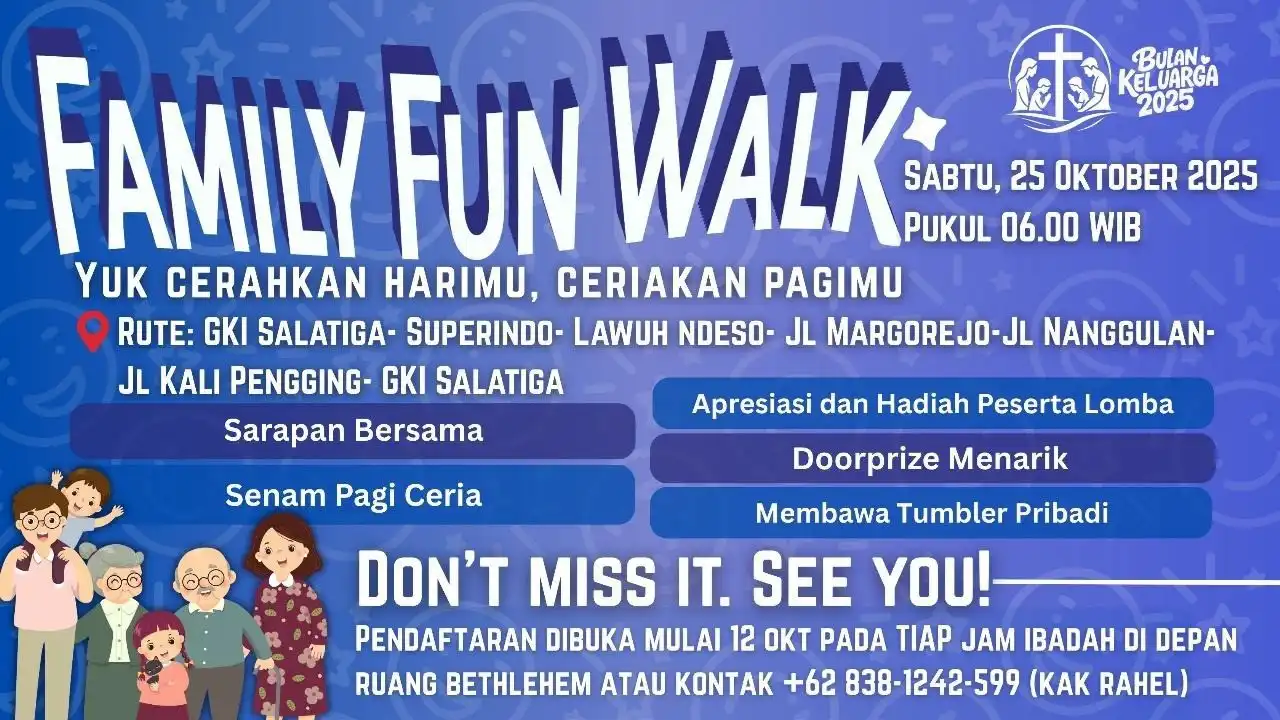 FAMILY FUN WALK
BULAN
KELUARGA
2025
SABTU, 25 OKTOBER 2025
PUKUL 06.00 WIB
YUK CERAHKAN HARIMU, CERIAKAN PAGIMU
RUTE: GKI SALATIGA- SUPERINDO- LAWUH NDESO- JL MARGOREJO-JL NANGGULAN-
JL KALI PENGGING- GKI SALATIGA
Sarapan Bersama
Senam Pagi Ceria
Apresiasi dan Hadiah Peserta Lomba
Doorprize Menarik
Membawa Tumbler Pribadi
DON'T MISS IT. SEE YOU!
PENDAFTARAN DIBUKA MULAI 12 OKT PADA TIAP JAM IBADAH DI DEPAN
RUANG BETHLEHEM ATAU KONTAK +62 838-1242-599 (KAK RAHEL)